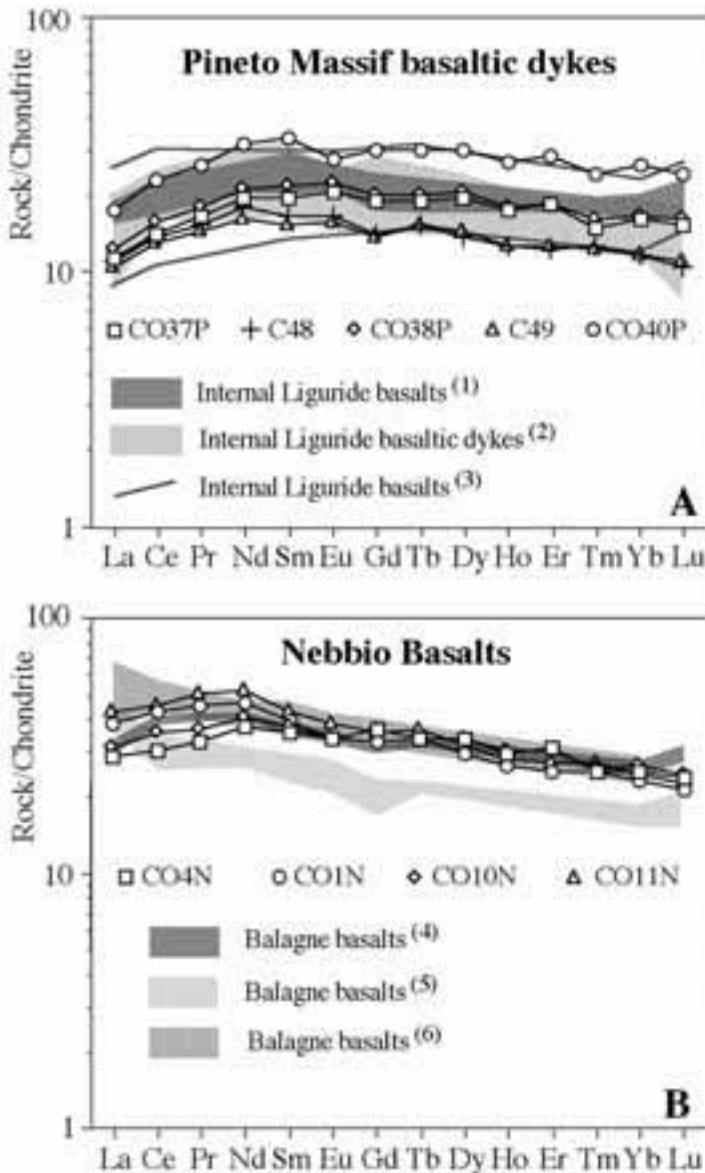 100
Pineto Massif basaltic dykes
Rock/Chondrite
10
CO37P C48 CO38P C49 CO40P
Internal Liguride basalts (1)
Internal Liguride basaltic dykes (2)
Internal Liguride basalts (3)
A
1
La Ce Pr Nd Sm Eu Gd Tb Dy Ho Er Tm Yb Lu
100
Nebbio Basalts
Rock/Chondrite
10
CO4N CO1N CO10N CO11N
Balagne basalts (4)
Balagne basalts (5)
Balagne basalts (6)
B
1
La Ce Pr Nd Sm Eu Gd Tb Dy Ho Er Tm Yb Lu